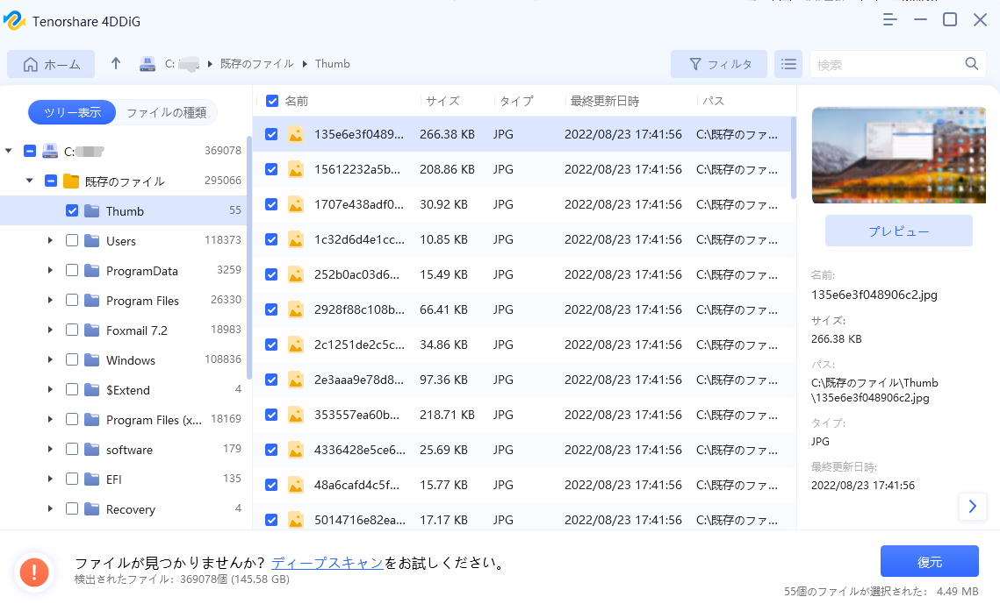 Tenorshare 4DDiG
ホーム
C:
既存のファイル
Thumb
フィルタ
検索
ツリー表示
ファイルの種類
C:
369078
既存のファイル
295066
Thumb
55
Users
118373
ProgramData
3259
Program Files
26330
Foxmail 7.2
18983
Windows
108836
$Extend
4
Program Files (x...
18169
software
179
EFI
135
Recovery
4
名前 サイズ タイプ 最終更新日時 パス
135e6e3f0489... 266.38 KB JPG 2022/08/23 17:41:56 C:\既存のファ...
15612232a5b... 208.86 KB JPG 2022/08/23 17:41:56 C:\既存のファ...
1707e438adf0... 30.92 KB JPG 2022/08/23 17:41:56 C:\既存のファ...
1c32d6d4e1cc... 10.85 KB JPG 2022/08/23 17:41:56 C:\既存のファ...
252b0ac03d6... 15.49 KB JPG 2022/08/23 17:41:56 C:\既存のファ...
2928f88c108b... 66.41 KB JPG 2022/08/23 17:41:56 C:\既存のファ...
2c1251de2c5c... 34.86 KB JPG 2022/08/23 17:41:56 C:\既存のファ...
2e3aaa9e78d8... 97.36 KB JPG 2022/08/23 17:41:56 C:\既存のファ...
353557ea60b... 218.71 KB JPG 2022/08/23 17:41:56 C:\既存のファ...
4336428e5ce6... 25.69 KB JPG 2022/08/23 17:41:56 C:\既存のファ...
48a6cafd4c5f... 15.77 KB JPG 2022/08/23 17:41:56 C:\既存のファ...
5014716e82ea... 17.17 KB JPG 2022/08/23 17:41:56 C:\既存のファ...
プレビュー
名前:
135e6e3f048906c2.jpg
サイズ:
266.38 KB
パス:
C:\既存のファイル\Thumb
\135e6e3f048906c2.jpg
タイプ:
JPG
最終更新日時:
2022/08/23 17:41:56
ファイルが見つかりませんか？ディープスキャンをお試しください。
検出されたファイル：369078個 (145.58 GB)
復元
55個のファイルが選択された： 4.49 MB